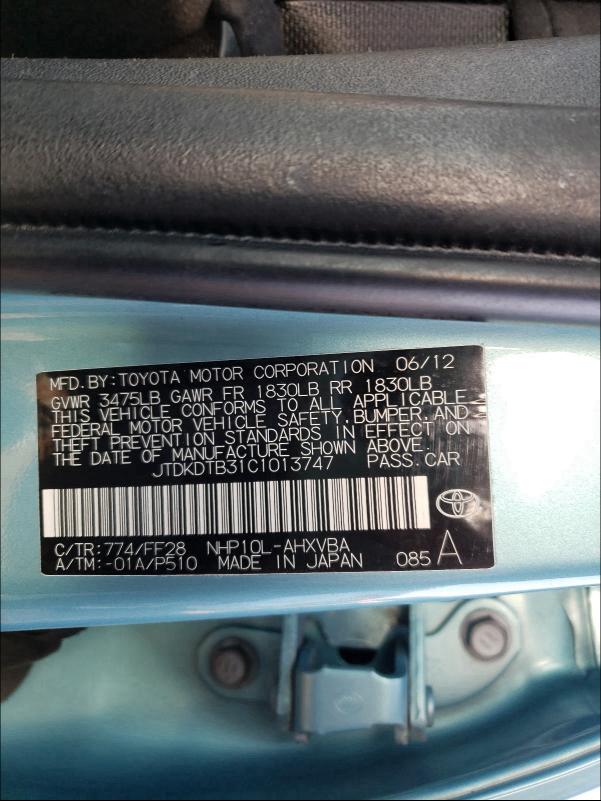 MFD.BY:TOYOTA MOTOR CORPORATION 06/12
GVWR 3475LB GAWR FR 1830LB RR 1830LB
THIS VEHICLE CONFORMS TO ALL APPLICABLE
FEDERAL MOTOR VEHICLE SAFETY, BUMPER, AND
THEFT PREVENTION STANDARDS IN EFFECT ON
THE DATE OF MANUFACTURE SHOWN ABOVE.
JTDKDTB31C1013747 PASS.CAR
C/TR:774/FF28 NHP10L-AHXVBA
A/TM:-01A/P510 MADE IN JAPAN 085 A